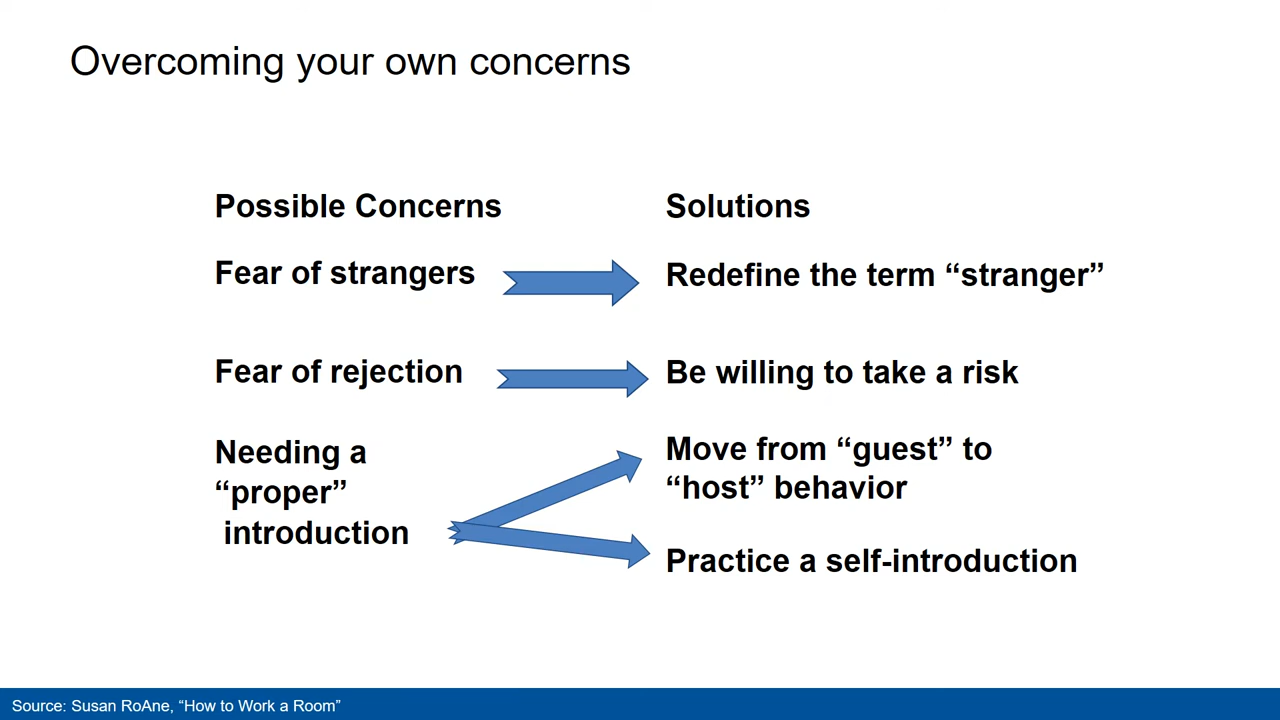 Overcoming your own concerns
Possible Concerns
Solutions
Fear of strangers
Redefine the term “stranger”
Fear of rejection
Be willing to take a risk
Needing a
“proper”
introduction
Move from “guest” to
“host” behavior
Practice a self-introduction
Source: Susan RoAne, “How to Work a Room”